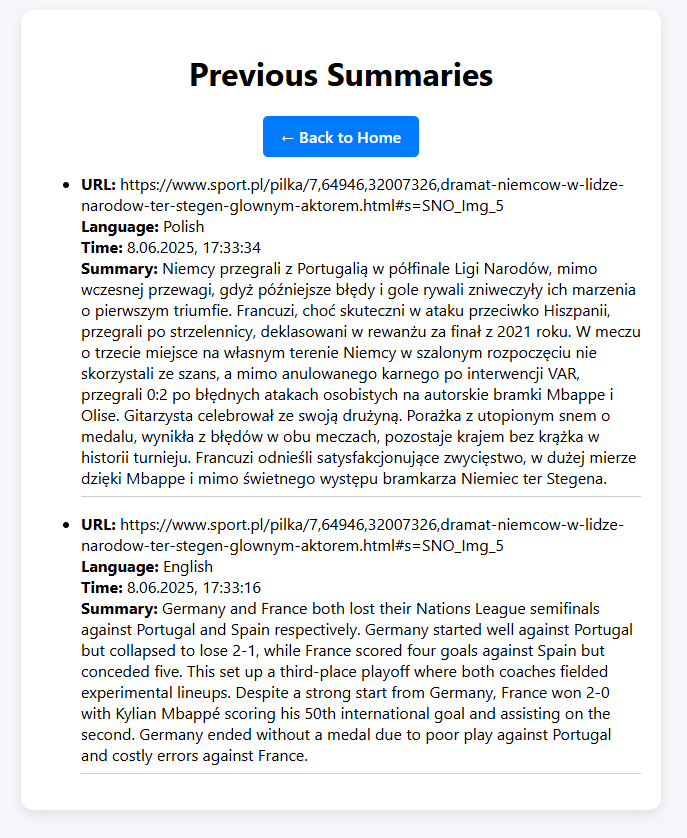 Previous Summaries
← Back to Home
URL: https://www.sport.pl/pilka/7,64946,32007326,dramat-niemcow-w-lidze-
narodow-ter-stegen-glownym-aktorem.html#s=SNO_Img_5
Language: Polish
Time: 8.06.2025, 17:33:34
Summary: Niemcy przegrali z Portugalią w półfinale Ligi Narodów, mimo
wczesnej przewagi, gdyż późniejsze błędy i gole rywali zniweczyły ich marzenia
o pierwszym triumfie. Francuzi, choć skuteczni w ataku przeciwko Hiszpanii,
przegrali po strzelennicy, deklasowani w rewanżu za finał z 2021 roku. W meczu
o trzecie miejsce na własnym terenie Niemcy w szalonym rozpoczęciu nie
skorzystali ze szans, a mimo anulowanego karnego po interwencji VAR,
przegrali 0:2 po błędnych atakach osobistych na autorskie bramki Mbappe i
Olise. Gitarzysta celebrował ze swoją drużyną. Porażka z utopionym snem o
medalu, wynikła z błędów w obu meczach, pozostaje krajem bez krążka w
historii turnieju. Francuzi odnieśli satysfakcjonujące zwycięstwo, w dużej mierze
dzięki Mbappe i mimo świetnego występu bramkarza Niemiec ter Stegena.
URL: https://www.sport.pl/pilka/7,64946,32007326,dramat-niemcow-w-lidze-
narodow-ter-stegen-glownym-aktorem.html#s=SNO_Img_5
Language: English
Time: 8.06.2025, 17:33:16
Summary: Germany and France both lost their Nations League semifinals
against Portugal and Spain respectively. Germany started well against Portugal
but collapsed to lose 2-1, while France scored four goals against Spain but
conceded five. This set up a third-place playoff where both coaches fielded
experimental lineups. Despite a strong start from Germany, France won 2-0
with Kylian Mbappé scoring his 50th international goal and assisting on the
second. Germany ended without a medal due to poor play against Portugal
and costly errors against France.